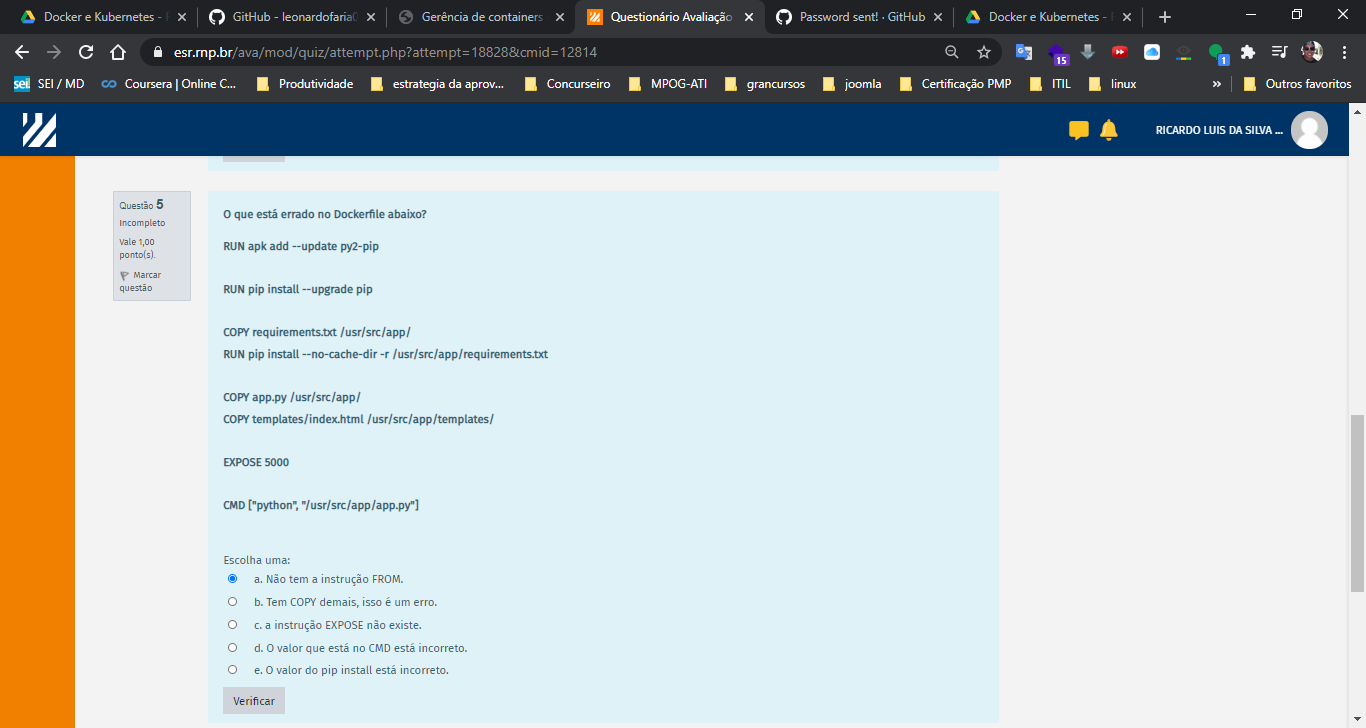 Docker e Kubernetes -
GitHub - leonardofaria
Gerência de containers
Questionário Avaliação
Password sent! · GitHub
Docker e Kubernetes -
esr.rnp.br/ava/mod/quiz/attempt.php?attempt=18828&cmid=12814
15
1
sei! SEI / MD
Coursera | Online C...
Produtividade
estrategia da aprov...
Concurseiro
MPOG-ATI
grancursos
joomla
Certificação PMP
ITIL
linux
»
Outros favoritos
RICARDO LUIS DA SILVA ...
Questão 5
Incompleto
Vale 1,00
ponto(s).
Marcar
questão
O que está errado no Dockerfile abaixo?
RUN apk add --update py2-pip
RUN pip install --upgrade pip
COPY requirements.txt /usr/src/app/
RUN pip install --no-cache-dir -r /usr/src/app/requirements.txt
COPY app.py /usr/src/app/
COPY templates/index.html /usr/src/app/templates/
EXPOSE 5000
CMD ["python", "/usr/src/app/app.py"]
Escolha uma:
a. Não tem a instrução FROM.
b. Tem COPY demais, isso é um erro.
c. a instrução EXPOSE não existe.
d. O valor que está no CMD está incorreto.
e. O valor do pip install está incorreto.
Verificar